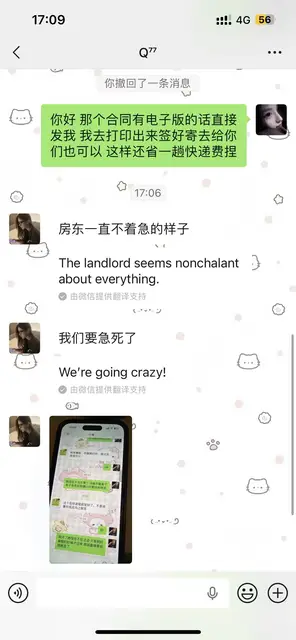 17:09
4G
56
Q⁷⁷
你撤回了一条消息
你好 那个合同有电子版的话直接
发我 我去打印出来签好寄去给你
们也可以 这样还省一趟快递费捏
17:06
房东一直不着急的样子
The landlord seems nonchalant
about everything.
由微信提供翻译支持
我们要急死了
We're going crazy!
由微信提供翻译支持